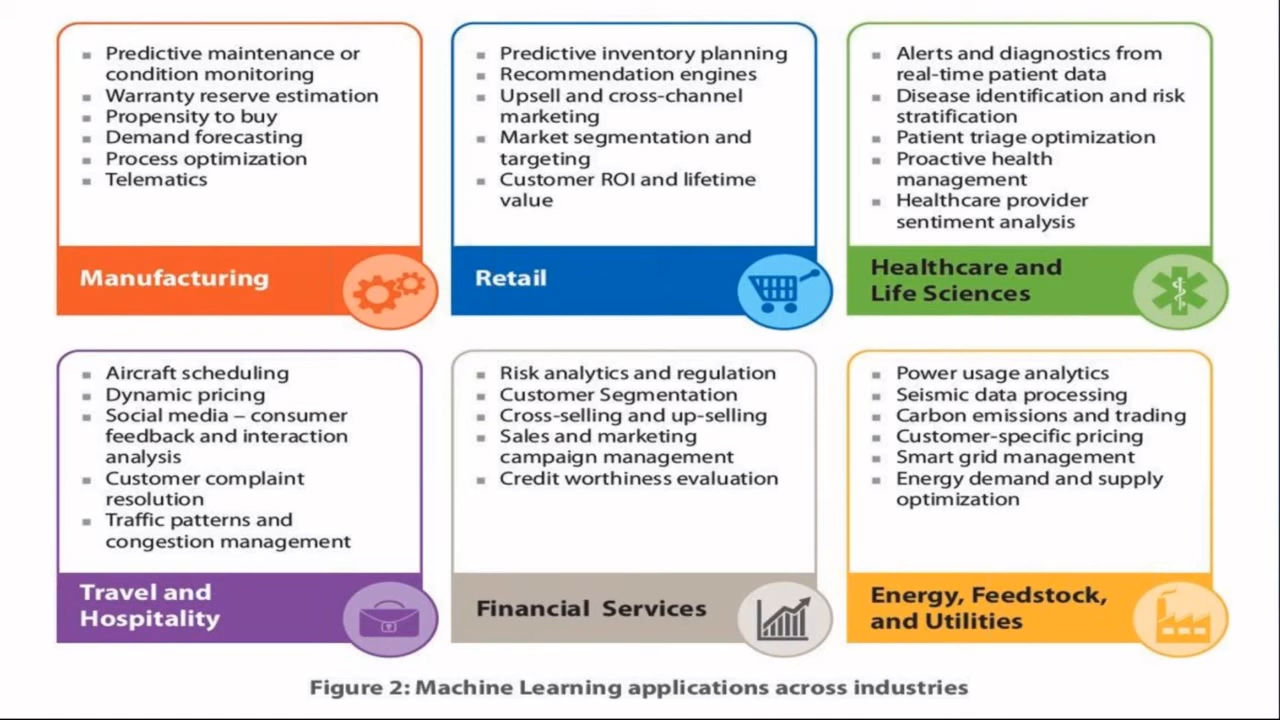 Predictive maintenance or
condition monitoring
Warranty reserve estimation
Propensity to buy
Demand forecasting
Process optimization
Telematics
Manufacturing
Predictive inventory planning
Recommendation engines
Upsell and cross-channel
marketing
Market segmentation and
targeting
Customer ROI and lifetime
value
Retail
Alerts and diagnostics from
real-time patient data
Disease identification and risk
stratification
Patient triage optimization
Proactive health
management
Healthcare provider
sentiment analysis
Healthcare and
Life Sciences
Aircraft scheduling
Dynamic pricing
Social media – consumer
feedback and interaction
analysis
Customer complaint
resolution
Traffic patterns and
congestion management
Travel and
Hospitality
Risk analytics and regulation
Customer Segmentation
Cross-selling and up-selling
Sales and marketing
campaign management
Credit worthiness evaluation
Financial Services
Power usage analytics
Seismic data processing
Carbon emissions and trading
Customer-specific pricing
Smart grid management
Energy demand and supply
optimization
Energy, Feedstock,
and Utilities
Figure 2: Machine Learning applications across industries